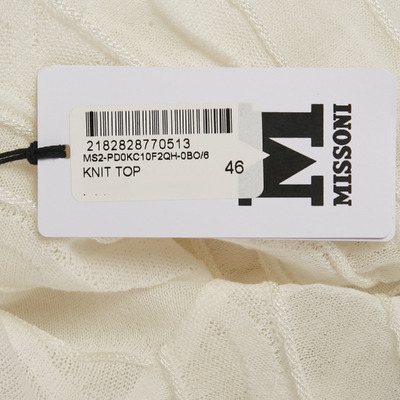 2182828770513
MS2-PD0KC10F2QH-0BO/6
KNIT TOP 46
M
MISSONI